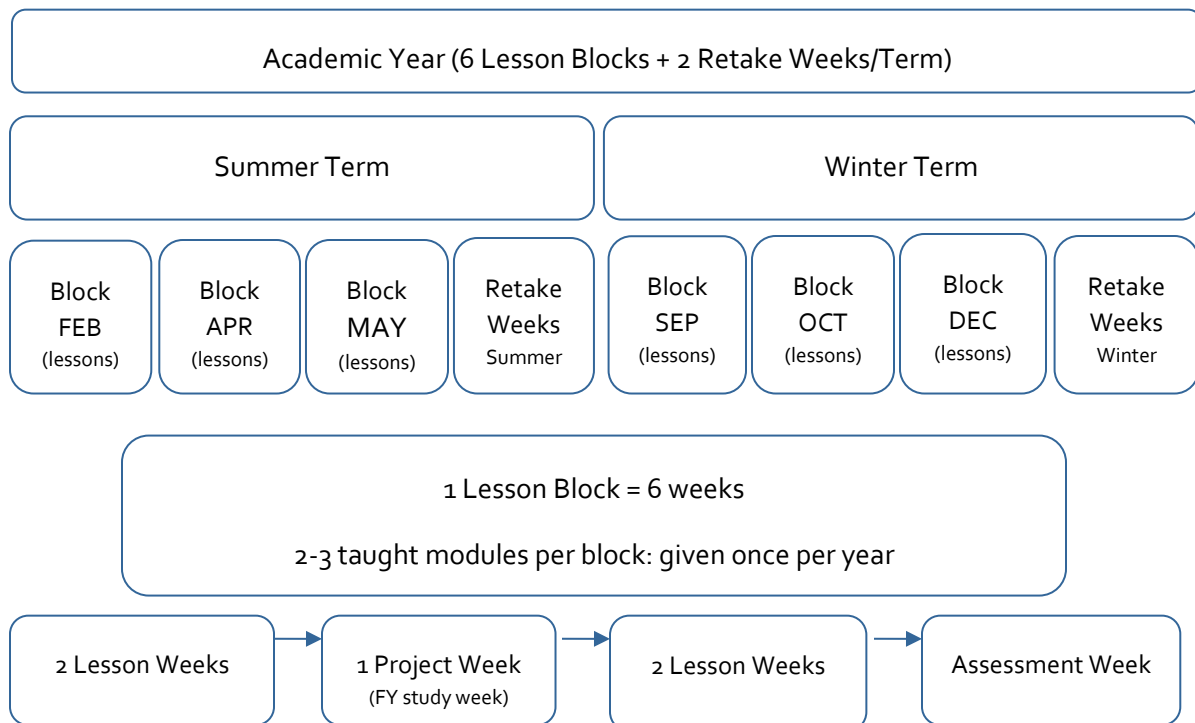 Academic Year (6 Lesson Blocks + 2 Retake Weeks/Term)
Summer Term
Winter Term
Block
FEB
(lessons)
Block
APR
(lessons)
Block
MAY
(lessons)
Retake
Weeks
Summer
Block
SEP
(lessons)
Block
OCT
(lessons)
Block
DEC
(lessons)
Retake
Weeks
Winter
1 Lesson Block = 6 weeks
2-3 taught modules per block: given once per year
2 Lesson Weeks
1 Project Week
(FY study week)
2 Lesson Weeks
Assessment Week